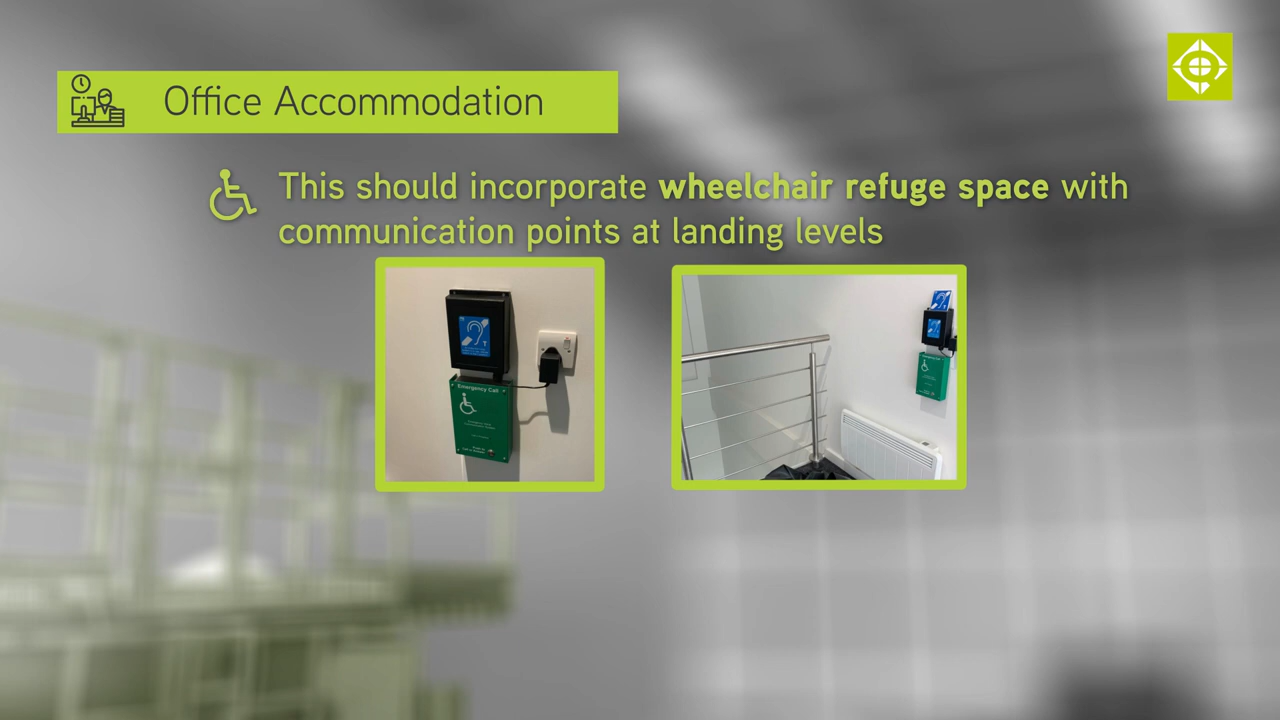 Office Accommodation
This should incorporate wheelchair refuge space with
communication points at landing levels
Emergency Call